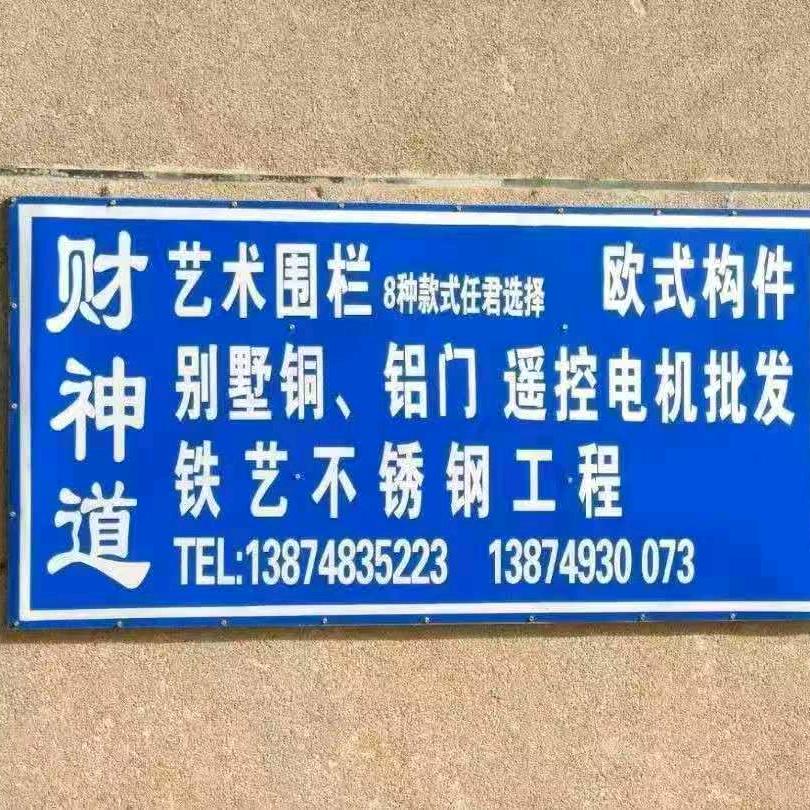 财神道
艺术围栏 8种款式任君选择 欧式构件
别墅铜、铝门 遥控电机批发
铁艺不锈钢工程
TEL:13874835223 13874930 073